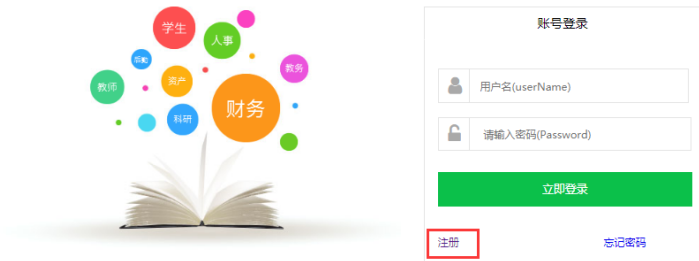 学生
人事
后勤
教务
教师
资产
财务
科研
账号登录
用户名(userName)
请输入密码(Password)
立即登录
注册
忘记密码